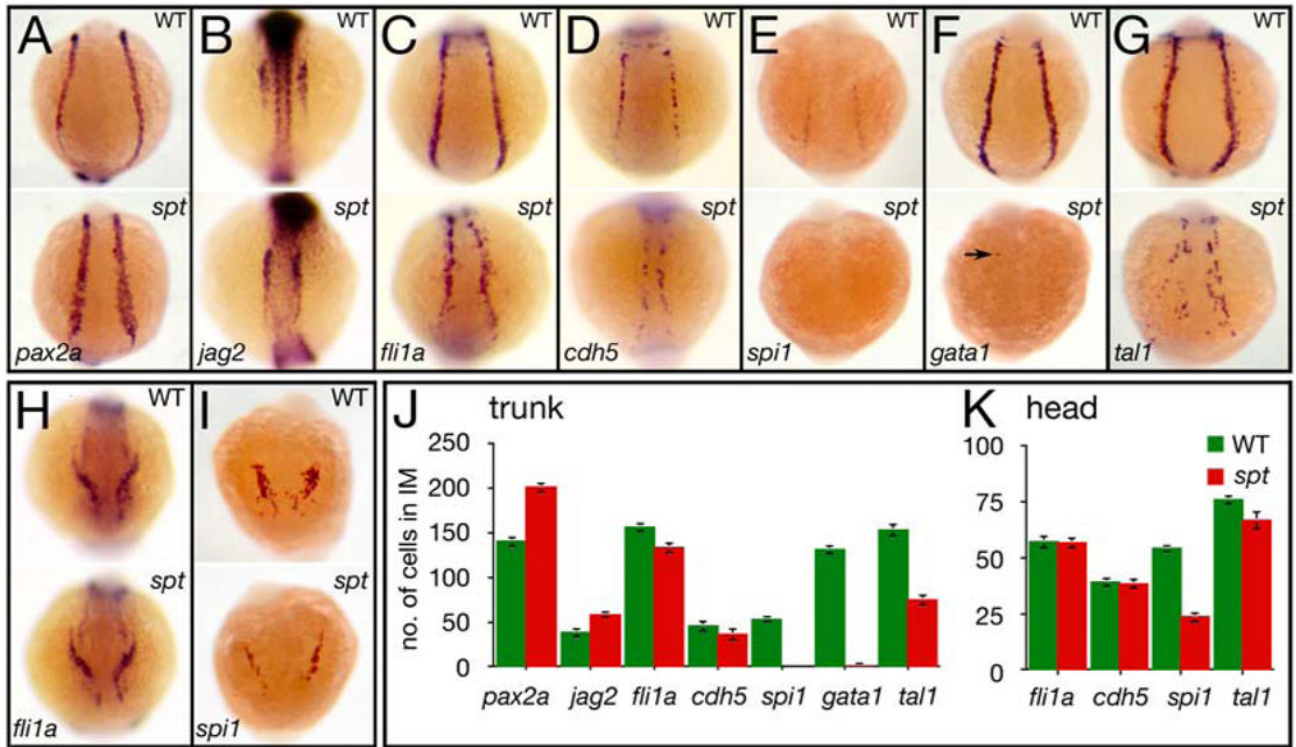 A WT
B WT
C WT
D WT
E WT
F WT
G WT
spt
spt
spt
spt
spt
spt
spt
pax2a
jag2
fli1a
cdh5
spi1
gata1
tal1
H WT
I WT
spt
spt
fli1a
spi1
J trunk
no. of cells in IM
250
200
150
100
50
0
pax2a jag2 fli1a cdh5 spi1 gata1 tal1
K head
100
75
50
25
0
WT
spt
fli1a cdh5 spi1 tal1